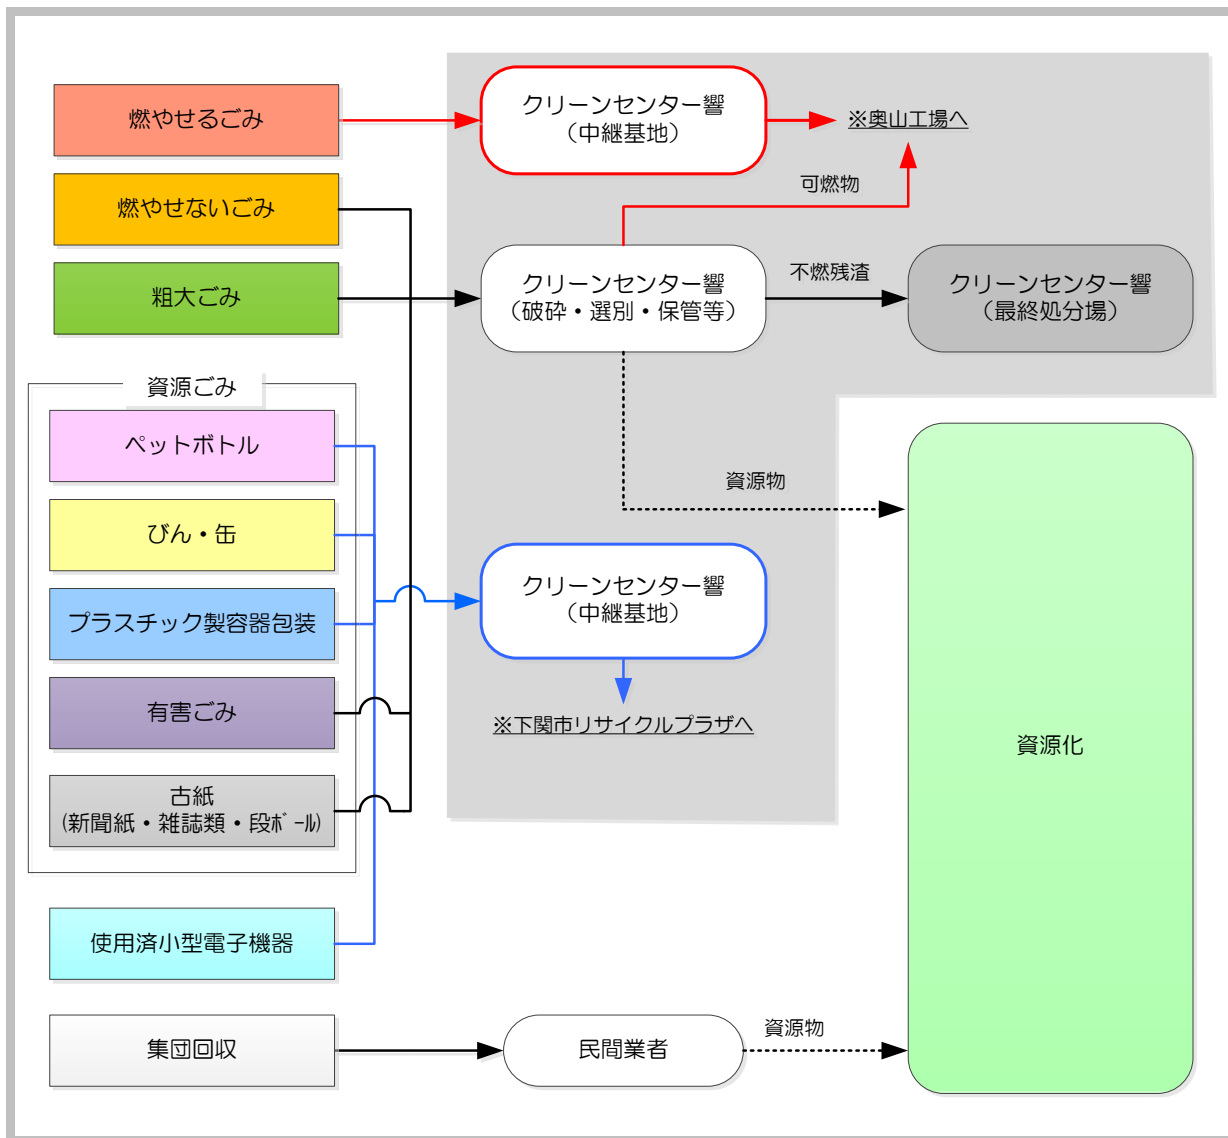 燃やせるごみ
クリーンセンター響
（中継基地）
※奥山工場へ
可燃物
燃やせないごみ
粗大ごみ
クリーンセンター響
（破砕・選別・保管等）
不燃残渣
クリーンセンター響
（最終処分場）
資源ごみ
ペットボトル
びん・缶
プラスチック製容器包装
有害ごみ
古紙
(新聞紙・雑誌類・段ﾎﾞｰﾙ)
資源物
クリーンセンター響
（中継基地）
※下関市リサイクルプラザへ
資源化
使用済小型電子機器
集団回収
民間業者
資源物